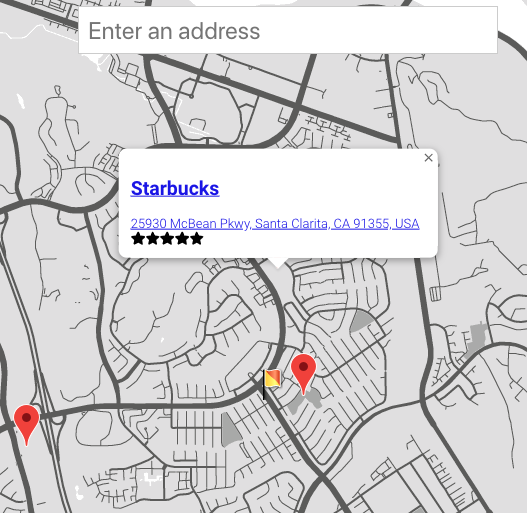 Enter an address
Starbucks
25930 McBean Pkwy, Santa Clarita, CA 91355, USA